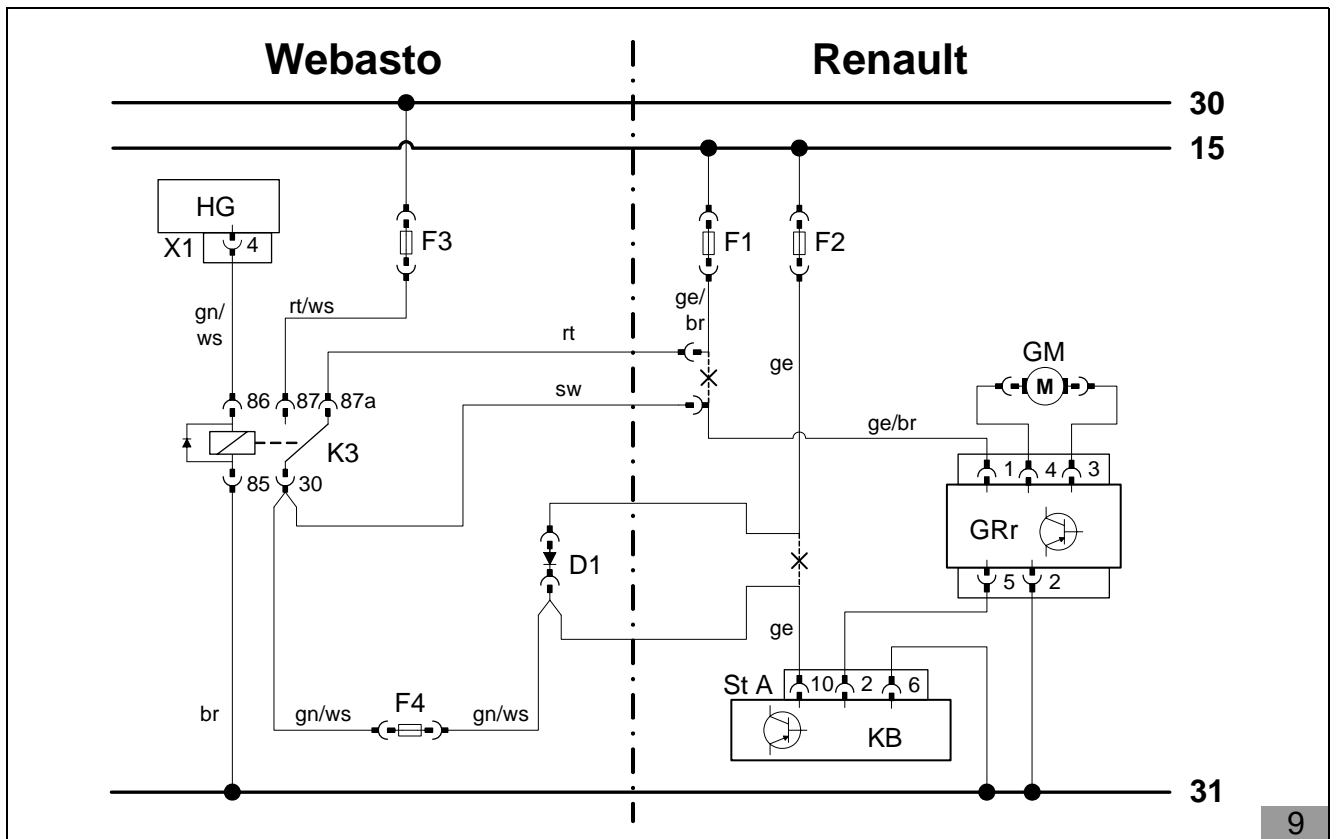 Webasto Renault
30
15
HG
X1 4
F3 F1 F2
gn/
ws
rt/ws
ge/
br
rt
ge
GM
M
sw
86 87 87a
ge/br
K3
85 30
1 4 3
GRr
D1
5 2
ge
St A 10 2 6
F4
br gn/ws gn/ws
KB
31
9